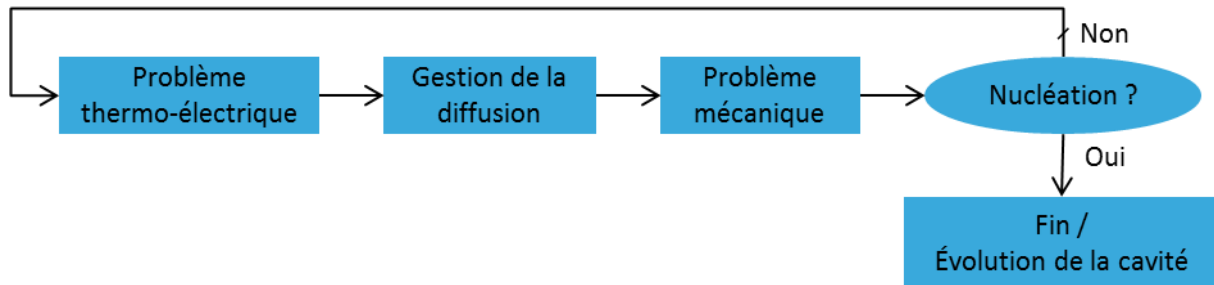 Non
Problème
thermo-électrique
Gestion de la
diffusion
Problème
mécanique
Nucléation ?
Oui
Fin /
Évolution de la cavité